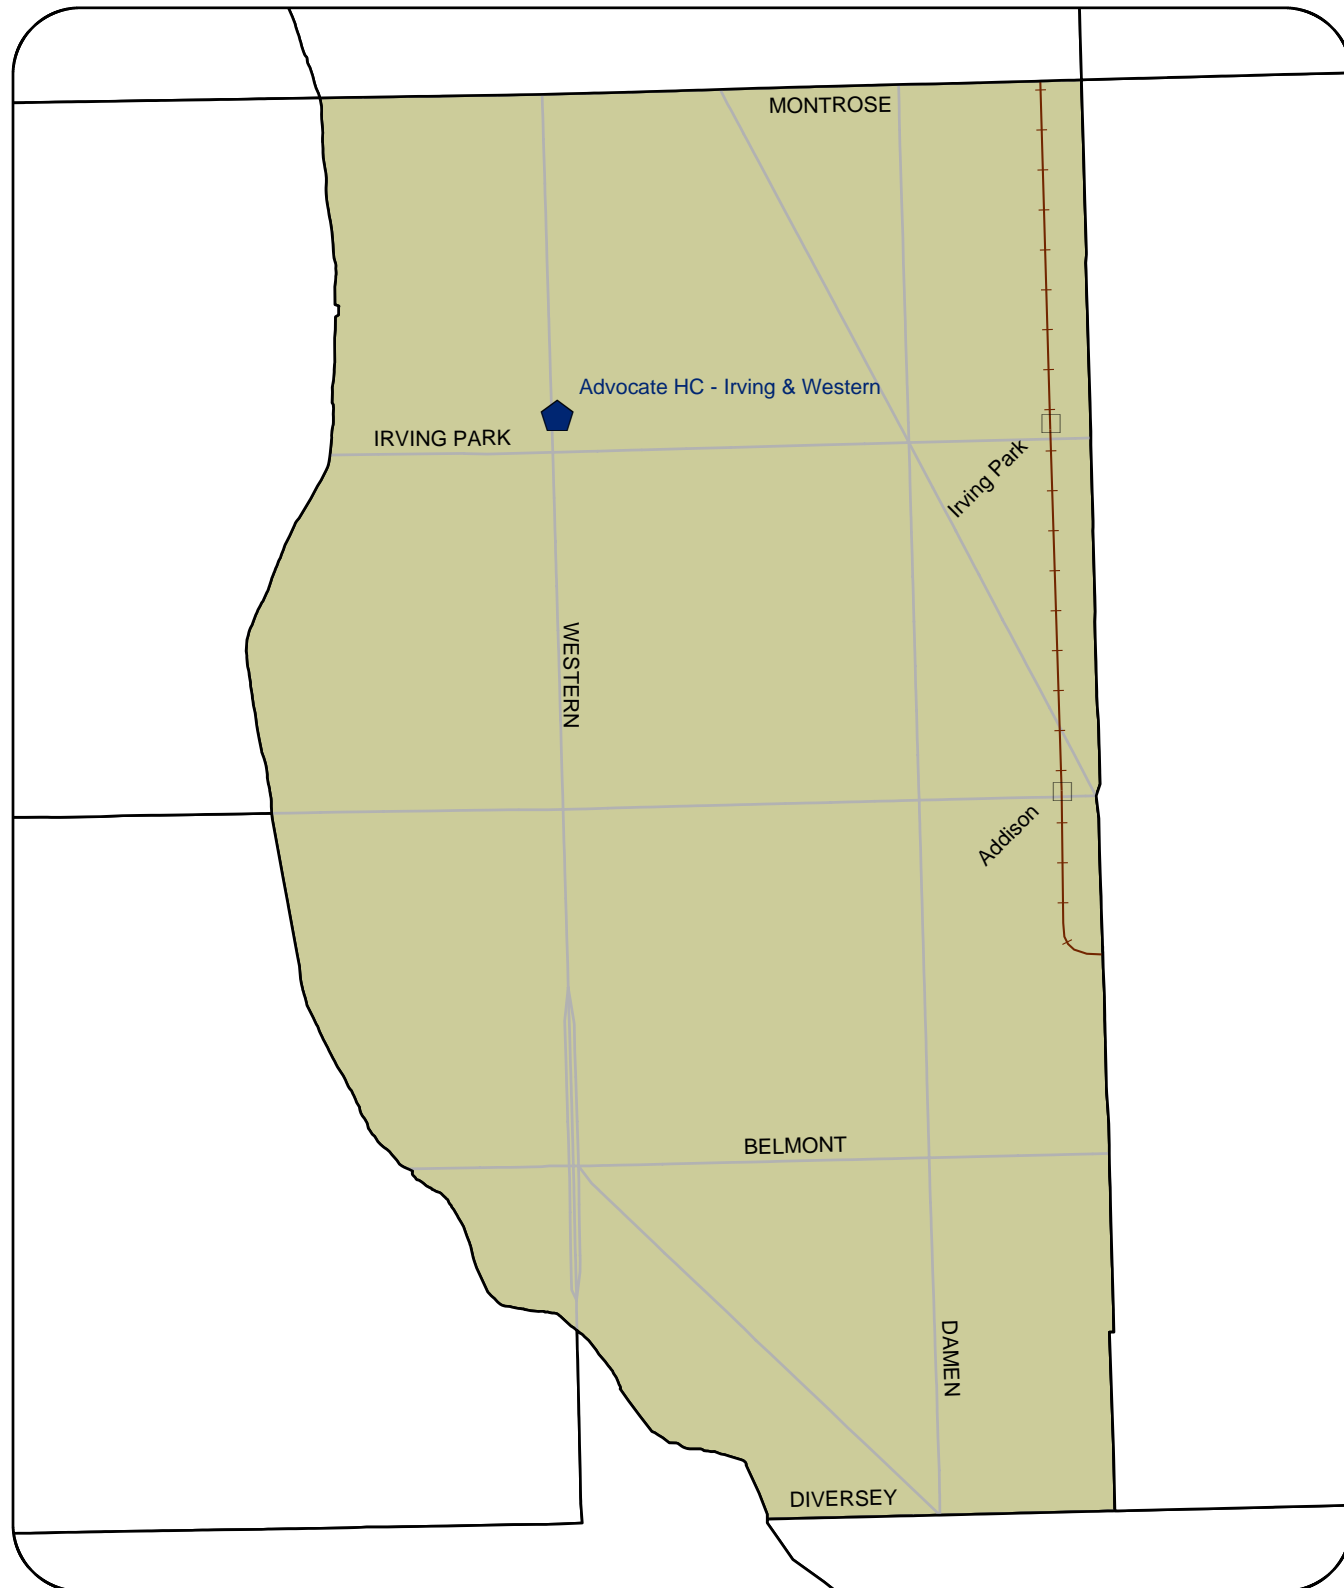 MONTROSE
Advocate HC - Irving & Western
IRVING PARK
Irving Park
WESTERN
Addison
BELMONT
DAMEN
DIVERSEY